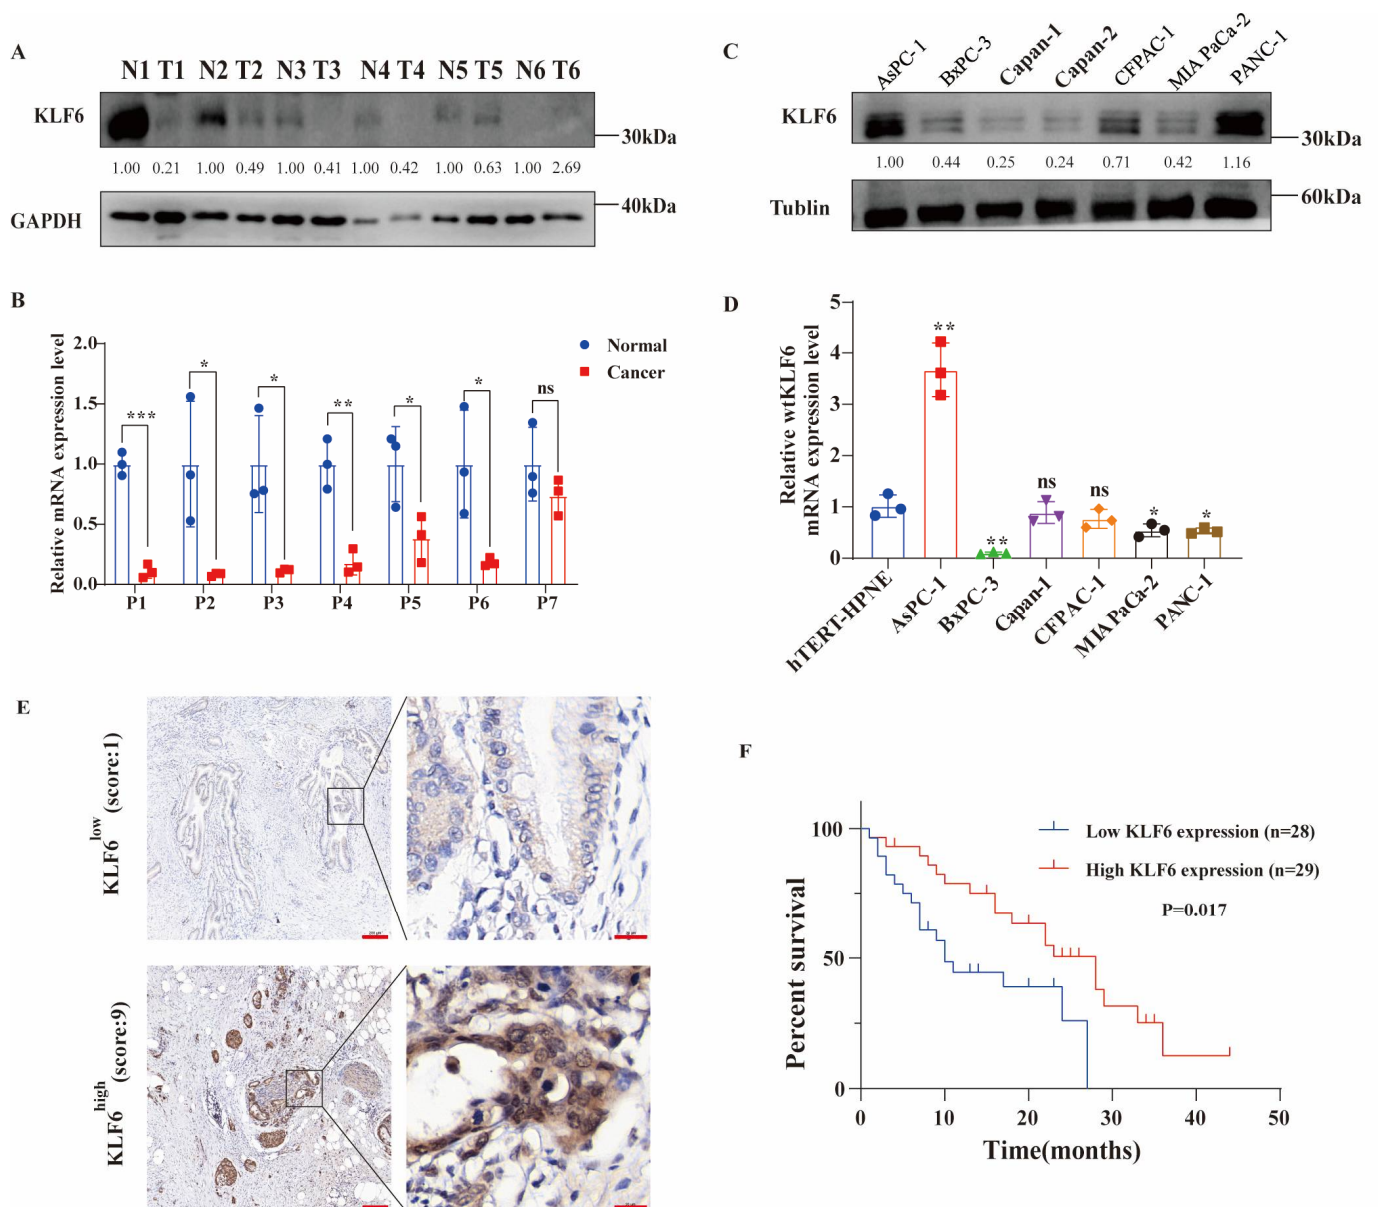 A
N1 T1 N2 T2 N3 T3 N4 T4 N5 T5 N6 T6
KLF6
30kDa
1.00 0.21 1.00 0.49 1.00 0.41 1.00 0.42 1.00 0.63 1.00 2.69
40kDa
GAPDH
C
AsPC-1 BxPC-3 Capan-1 Capan-2 CFPAC-1 MIA PaCa-2 PANC-1
KLF6
30kDa
1.00 0.44 0.25 0.24 0.71 0.42 1.16
60kDa
Tublin
B
Relative mRNA expression level
2.0
1.5
1.0
0.5
0.0
*** * * ** * * ns
Normal
Cancer
P1 P2 P3 P4 P5 P6 P7
D
Relative wtKLF6
mRNA expression level
5
4
3
2
1
0
** ** ns ns * *
hTERT-HPNE AsPC-1 BxPC-3 Capan-1 CFPAC-1 MIA PaCa-2 PANC-1
E
KLF6low (score:1)
KLF6high (score:9)
F
Percent survival
100
50
0
Low KLF6 expression (n=28)
High KLF6 expression (n=29)
P=0.017
0 10 20 30 40 50
Time(months)